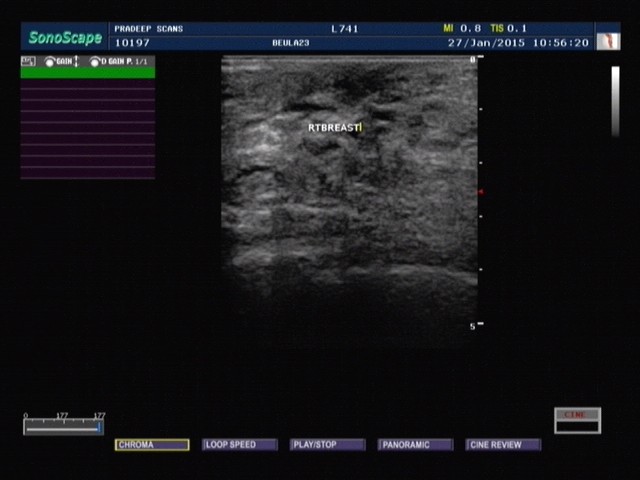 SonoScape
PRADEEP SCANS L741 MI 0.8 TIS 0.1
10197 BEULA23 27/Jan/2015 10:56:20
GAIN D GAIN P. 1/1
0
RTBREAST
5
0 177 177
CINE
CHROMA LOOP SPEED PLAY/STOP PANORAMIC CINE REVIEW